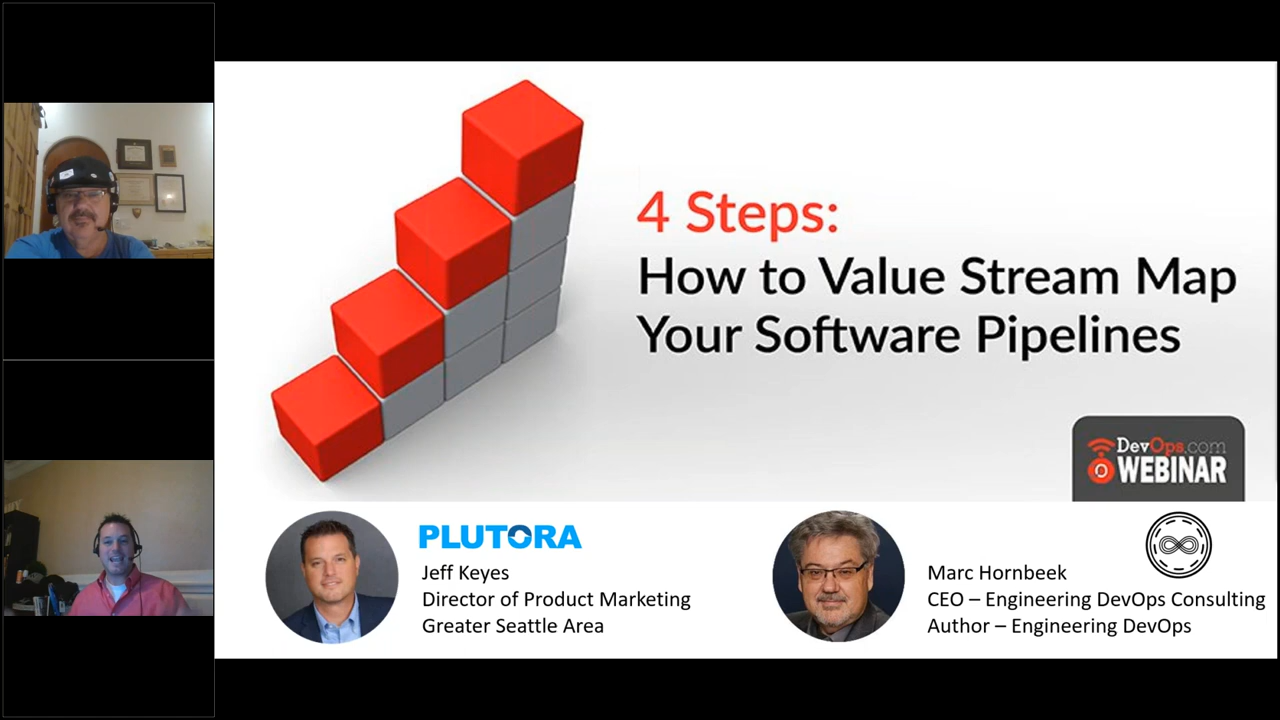 4 Steps:
How to Value Stream Map
Your Software Pipelines
DevOps.com
WEBINAR
PLUTORA
Jeff Keyes
Director of Product Marketing
Greater Seattle Area
Marc Hornbeek
CEO – Engineering DevOps Consulting
Author – Engineering DevOps